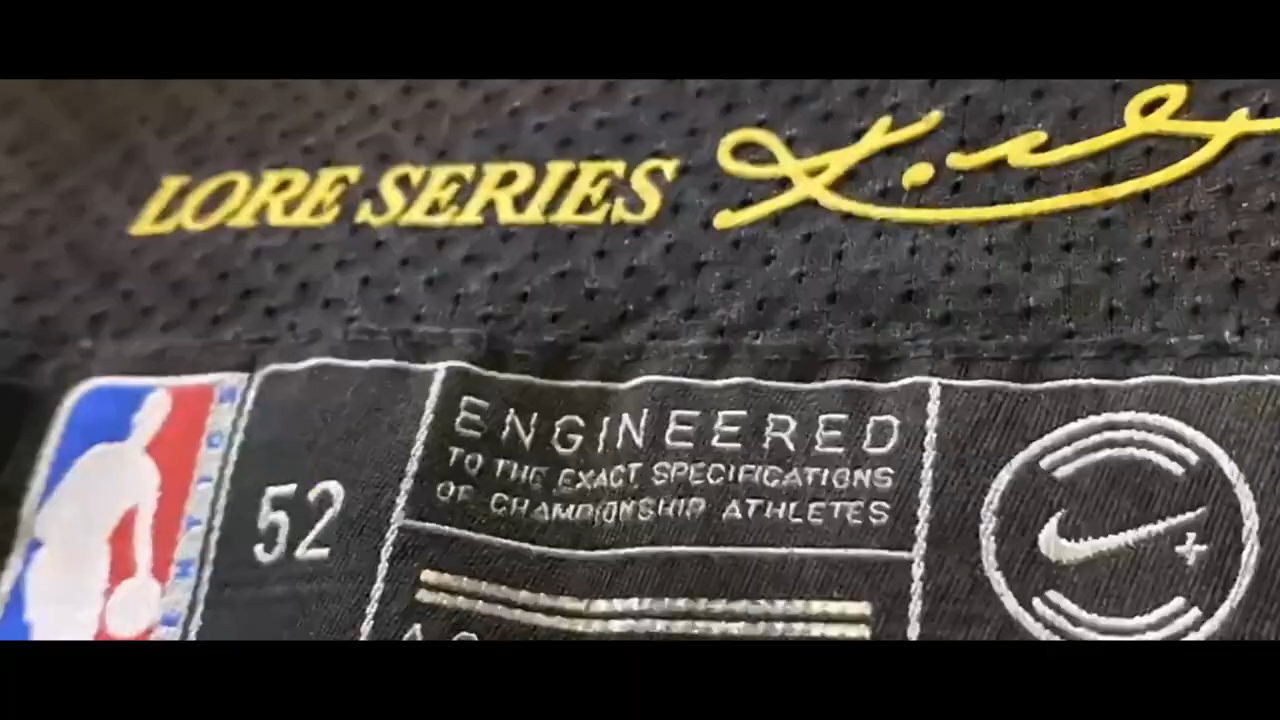 LORE SERIES
52
ENGINEERED
TO THE EXACT SPECIFICATIONS
OF CHAMPIONSHIP ATHLETES